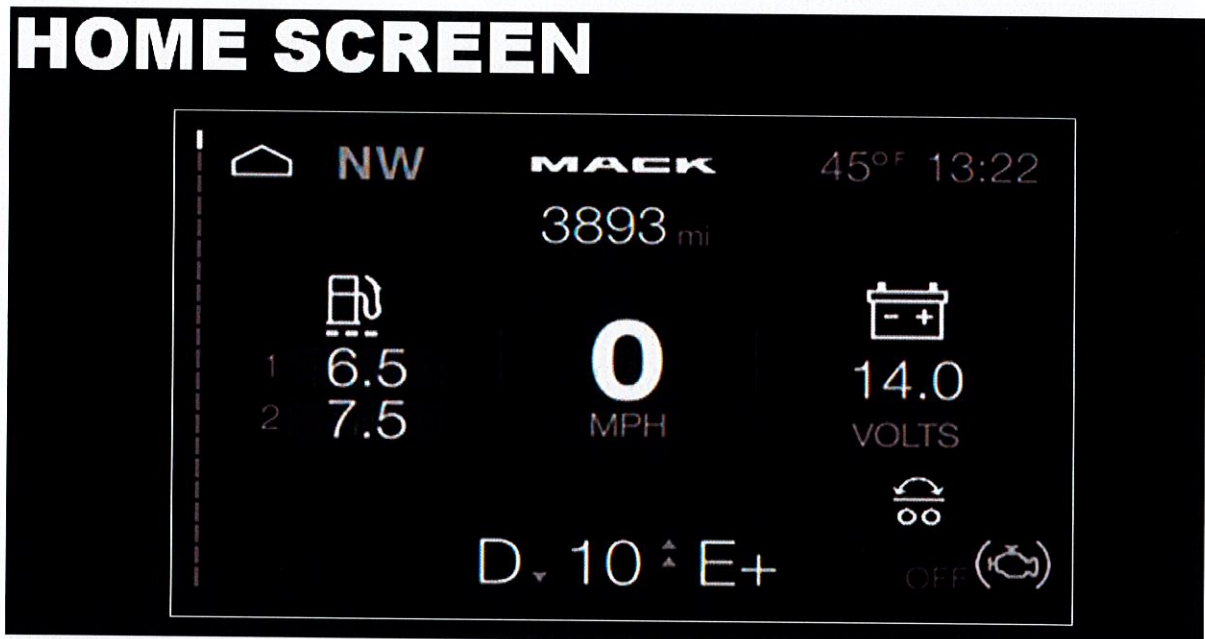 HOME SCREEN
NW MACK 45°F 13:22
3893 mi
1 6.5
2 7.5
0
MPH
14.0
VOLTS
D 10 E+
OFF